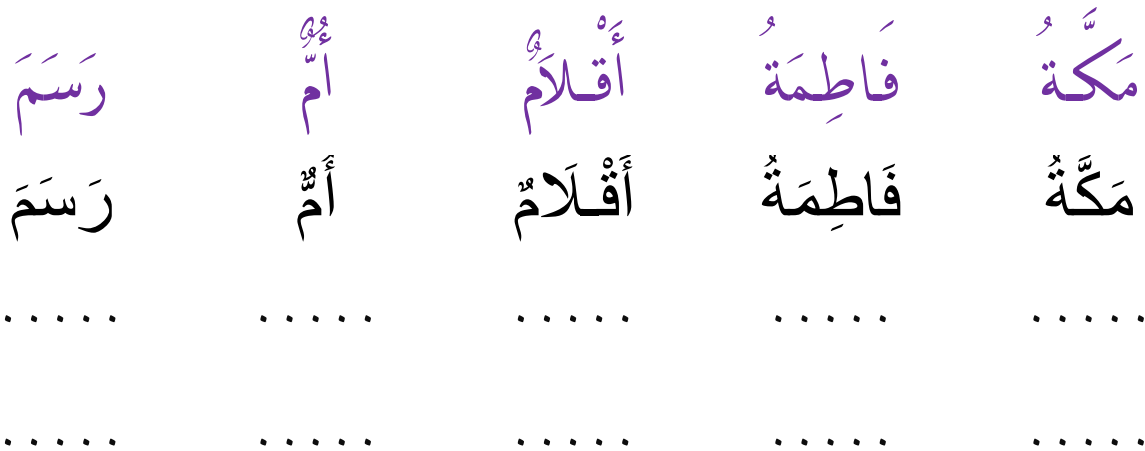 مَكَّةُ فَاطِمَةُ أَقْلَامٌ أُمٌّ رَسَمَ
مَكَّةُ فَاطِمَةُ أَقْلَامٌ أَمٌّ رَسَمَ
. . . . . . . . . . . . . . . . . . . . . . . . .
. . . . . . . . . . . . . . . . . . . . . . . . .